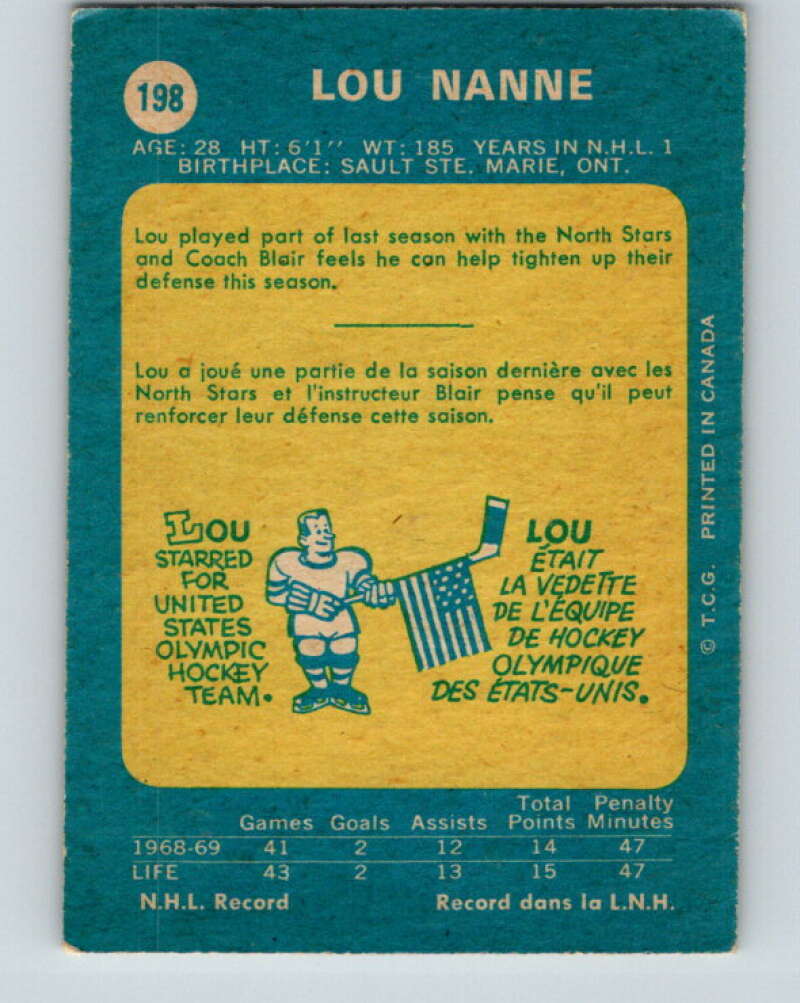 198
LOU NANNE
AGE: 28 HT: 6'1'' WT: 185 YEARS IN N.H.L. 1
BIRTHPLACE: SAULT STE. MARIE, ONT.
Lou played part of last season with the North Stars
and Coach Blair feels he can help tighten up their
defense this season.
Lou a joué une partie de la saison dernière avec les
North Stars et l'instructeur Blair pense qu'il peut
renforcer leur défense cette saison.
LOU
STARRED
FOR
UNITED
STATES
OLYMPIC
HOCKEY
TEAM.
LOU
ÉTAIT
LA VEDETTE
DE L'ÉQUIPE
DE HOCKEY
OLYMPIQUE
DES ÉTATS-UNIS.
© T.C.G. PRINTED IN CANADA
Total Penalty
Games Goals Assists Points Minutes
1968-69 41 2 12 14 47
LIFE 43 2 13 15 47
N.H.L. Record Record dans la L.N.H.